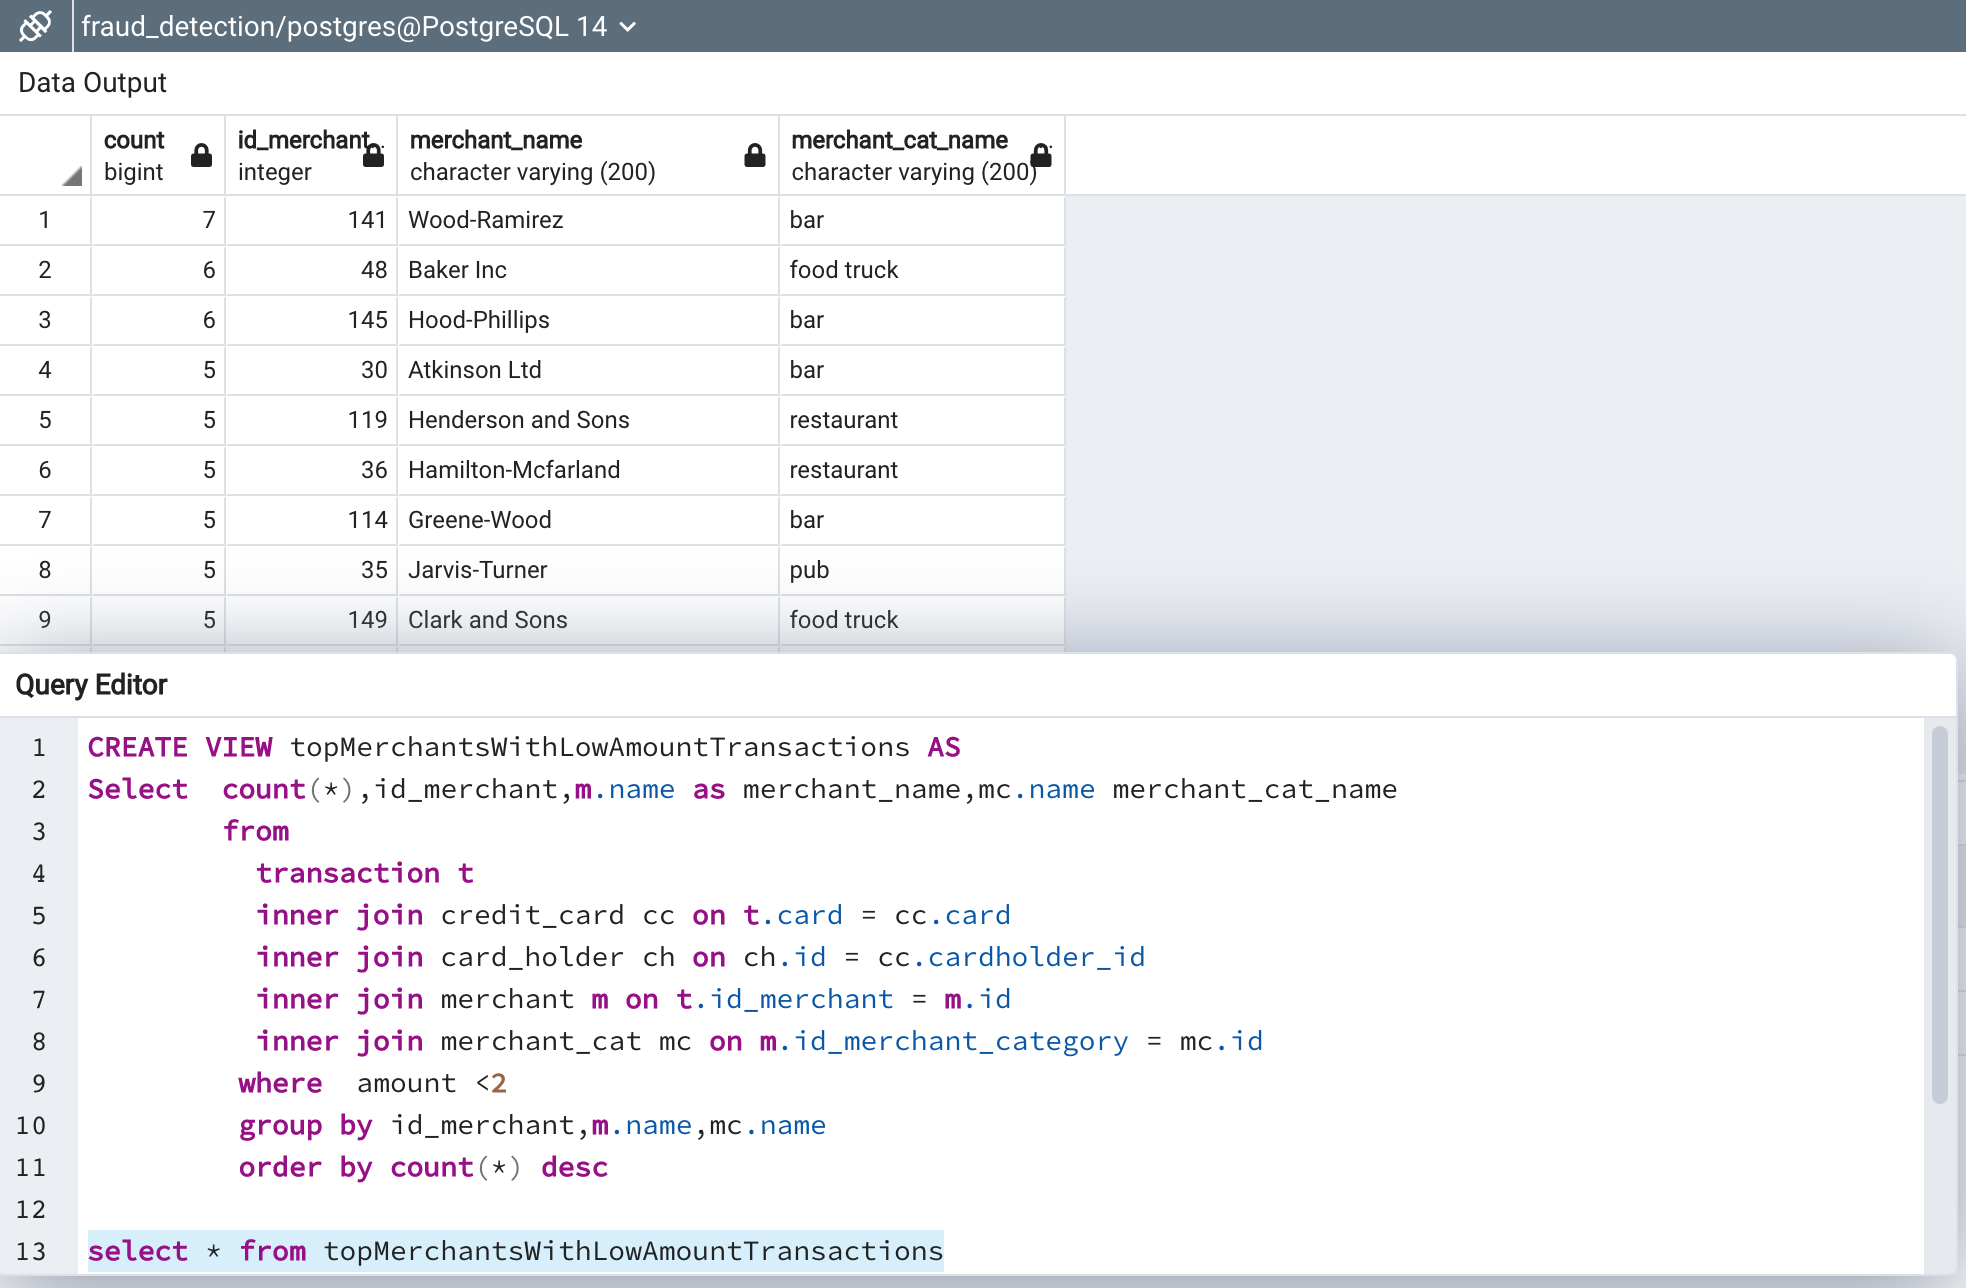 fraud_detection/postgres@PostgreSQL 14
Data Output
count id_merchant merchant_name merchant_cat_name
bigint integer character varying (200) character varying (200)
1 7 141 Wood-Ramirez bar
2 6 48 Baker Inc food truck
3 6 145 Hood-Phillips bar
4 5 30 Atkinson Ltd bar
5 5 119 Henderson and Sons restaurant
6 5 36 Hamilton-Mcfarland restaurant
7 5 114 Greene-Wood bar
8 5 35 Jarvis-Turner pub
9 5 149 Clark and Sons food truck
Query Editor
1 CREATE VIEW topMerchantsWithLowAmountTransactions AS
2 Select  count(*),id_merchant,m.name as merchant_name,mc.name merchant_cat_name
3 from
4 transaction t
5 inner join credit_card cc on t.card = cc.card
6 inner join card_holder ch on ch.id = cc.cardholder_id
7 inner join merchant m on t.id_merchant = m.id
8 inner join merchant_cat mc on m.id_merchant_category = mc.id
9 where  amount <2
10 group by id_merchant,m.name,mc.name
11 order by count(*) desc
12
13 select * from topMerchantsWithLowAmountTransactions